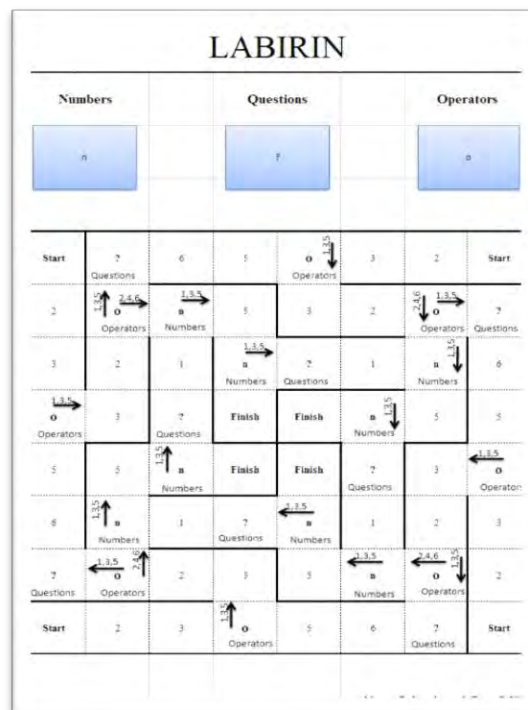 LABIRIN
Numbers Questions Operators
n ? o
Start ? 6 5 O 1,3,5 3 2 Start
Questions Operators
2 1,3,5 O 2,4,6 n 1,3,5 5 3 2 2,4,6 O 1,3,5 ?
Operators Numbers Operators Questions
3 2 1 n 1,3,5 ? 1 n 1,3,5 6
Numbers Questions Numbers
1,3,5 O 3 ? Finish Finish n 1,3,5 5 5
Operators Questions Numbers
5 5 1,3,5 n Finish Finish ? 3 1,3,5 O
Numbers Questions Operators
6 1,3,5 n 1 ? 1,3,5 n 1 2 3
Numbers Questions Numbers
? 1,3,5 O 2,4,6 2 3 5 1,3,5 n 2,4,6 O 1,3,5 2
Questions Operators Numbers Operators
Start 2 3 1,3,5 O 5 6 ? Start
Operators Questions